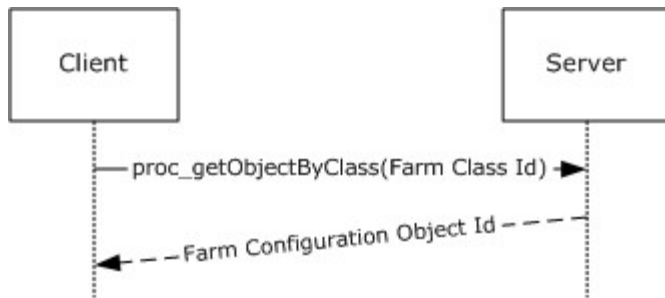 Client
Server
proc_getObjectByClass(Farm Class Id)
Farm Configuration Object Id